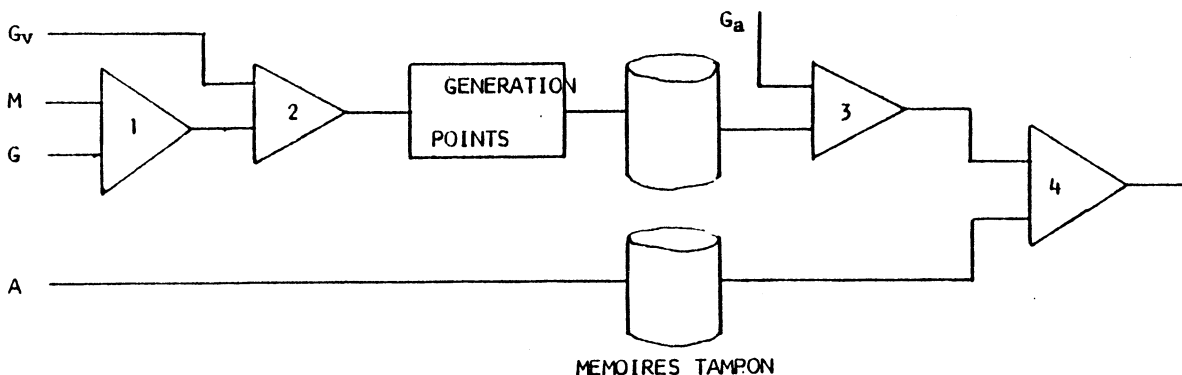 Gv
Ga
M
G
1
2
GENERATION
POINTS
3
4
A
MEMOIRES TAMPON